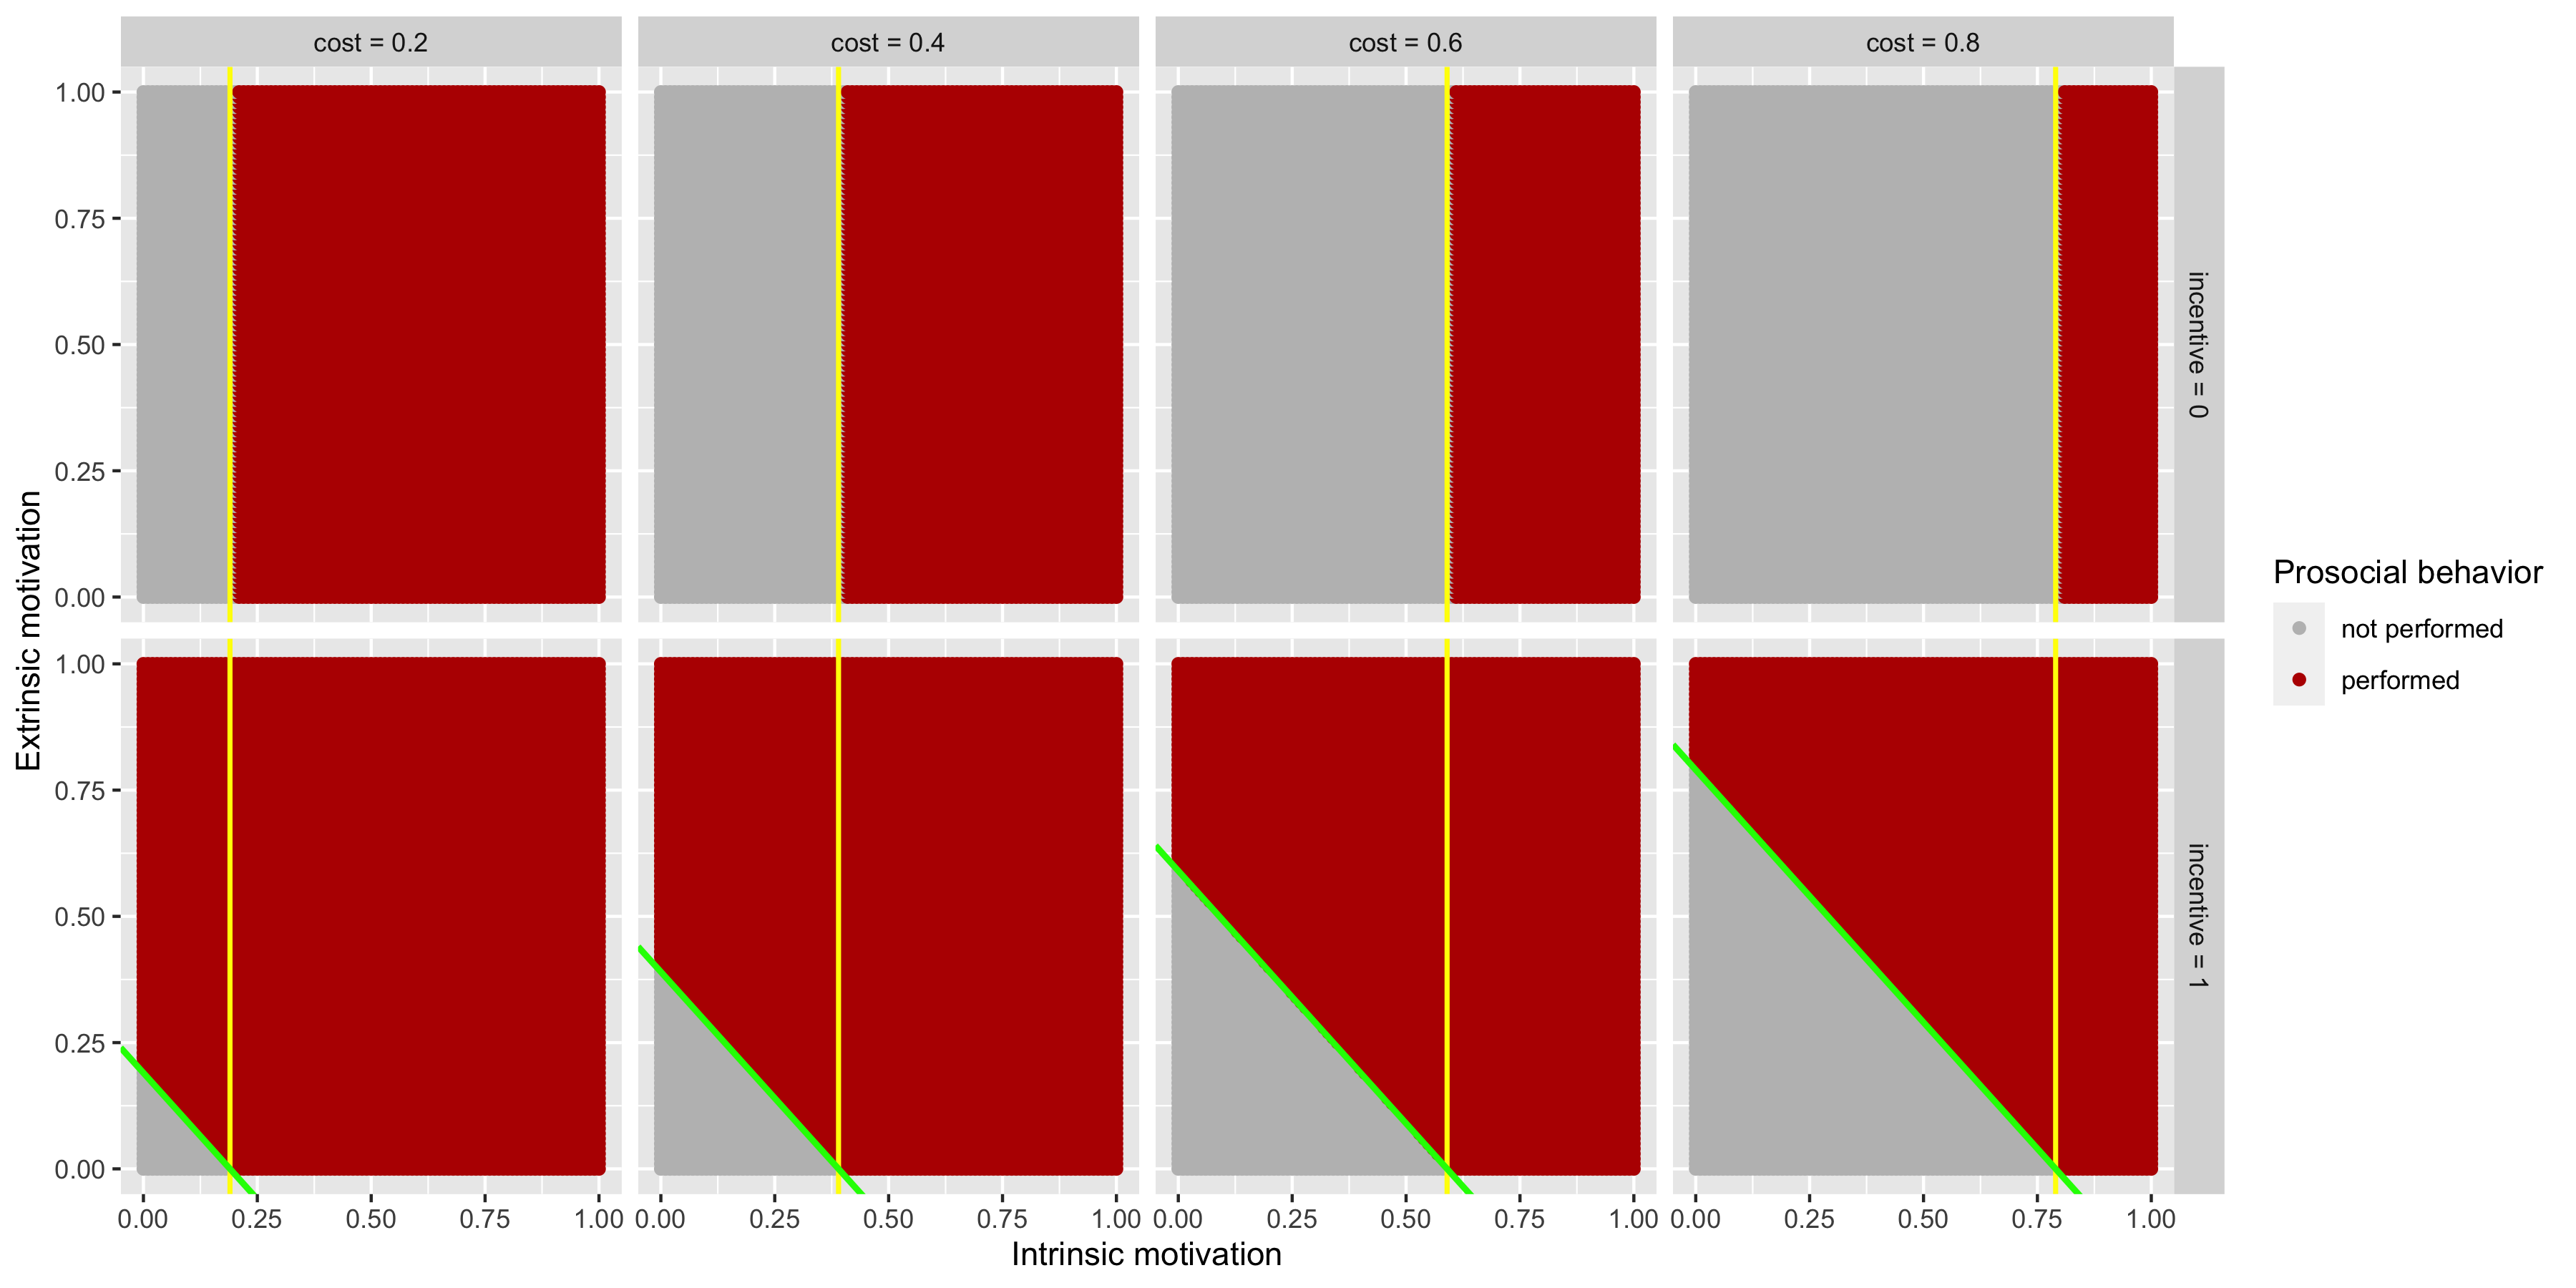 cost = 0.2
cost = 0.4
cost = 0.6
cost = 0.8
1.00
0.75
0.50
0.25
0.00
incentive = 0
1.00
0.75
0.50
0.25
0.00
incentive = 1
Extrinsic motivation
0.00 0.25 0.50 0.75 1.00
0.00 0.25 0.50 0.75 1.00
0.00 0.25 0.50 0.75 1.00
0.00 0.25 0.50 0.75 1.00
Intrinsic motivation
Prosocial behavior
not performed
performed